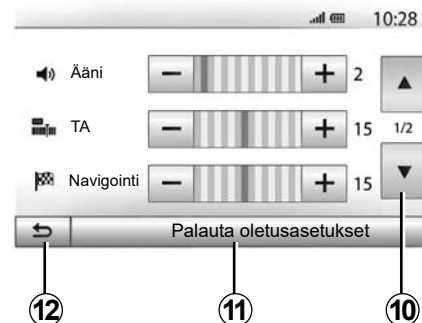 10:28
Ääni − + 2
TA − + 15 1/2
Navigointi − + 15
Palauta oletusasetukset
12 11 10